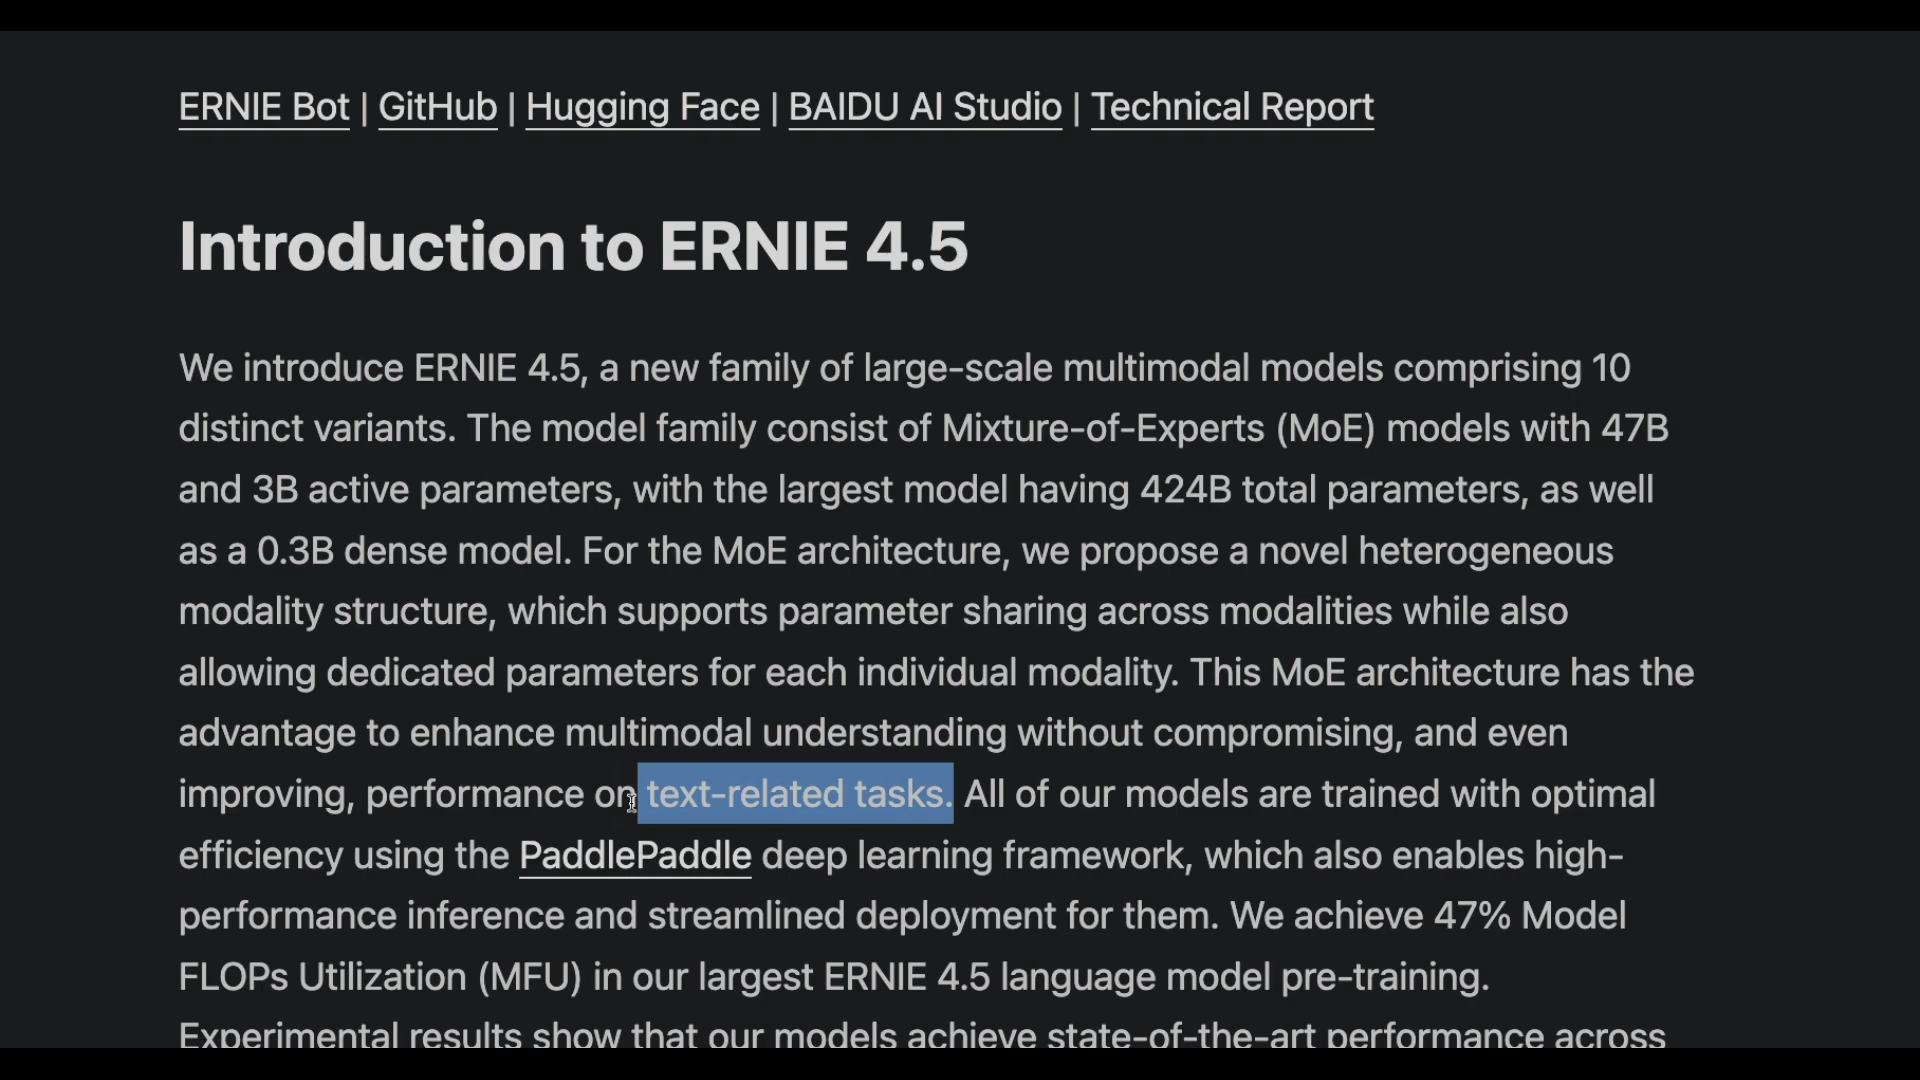 ERNIE Bot | GitHub | Hugging Face | BAIDU AI Studio | Technical Report
Introduction to ERNIE 4.5
We introduce ERNIE 4.5, a new family of large-scale multimodal models comprising 10
distinct variants. The model family consist of Mixture-of-Experts (MoE) models with 47B
and 3B active parameters, with the largest model having 424B total parameters, as well
as a 0.3B dense model. For the MoE architecture, we propose a novel heterogeneous
modality structure, which supports parameter sharing across modalities while also
allowing dedicated parameters for each individual modality. This MoE architecture has the
advantage to enhance multimodal understanding without compromising, and even
improving, performance on text-related tasks. All of our models are trained with optimal
efficiency using the PaddlePaddle deep learning framework, which also enables high-
performance inference and streamlined deployment for them. We achieve 47% Model
FLOPs Utilization (MFU) in our largest ERNIE 4.5 language model pre-training.
Experimental results show that our models achieve state-of-the-art performance across